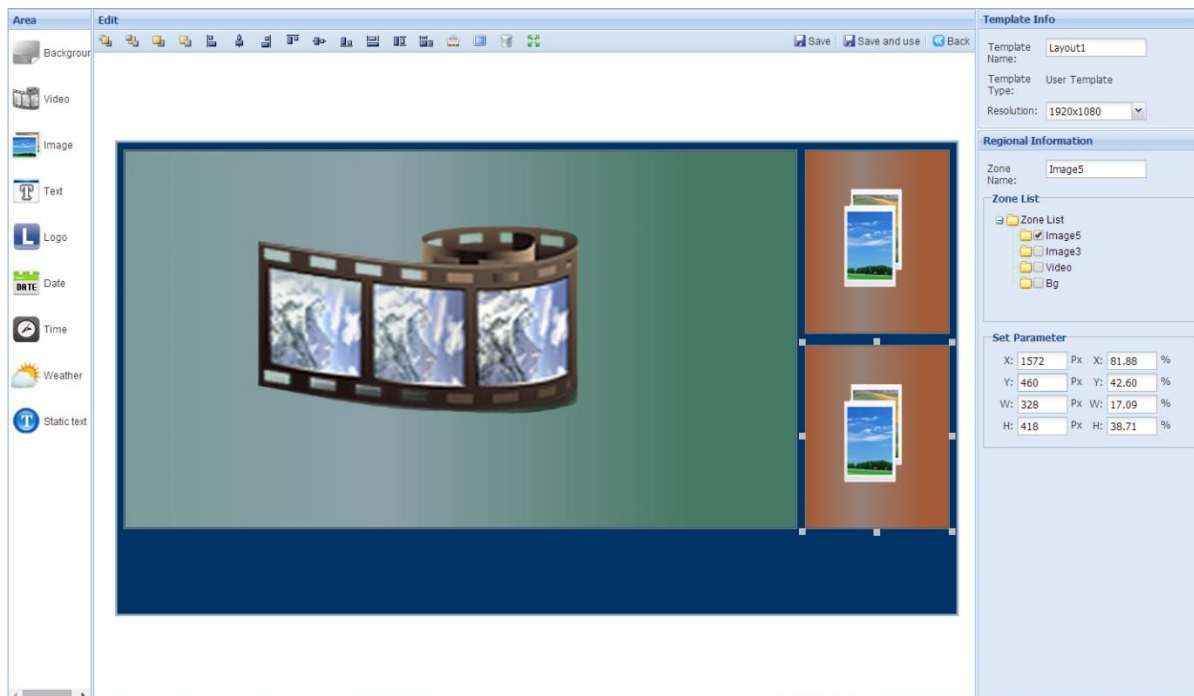 Area
Backgrour
Video
Image
T
Text
L
Logo
DATE
Date
Time
Weather
T
Static text
Edit
Save
Save and use
Back
Template Info
Template Name:
Layout1
Template Type:
User Template
Resolution:
1920x1080
Regional Information
Zone Name:
Image5
Zone List
Zone List
Image5
Image3
Video
Bg
Set Parameter
X: 1572 Px X: 81.88 %
Y: 460 Px Y: 42.60 %
W: 328 Px W: 17.09 %
H: 418 Px H: 38.71 %